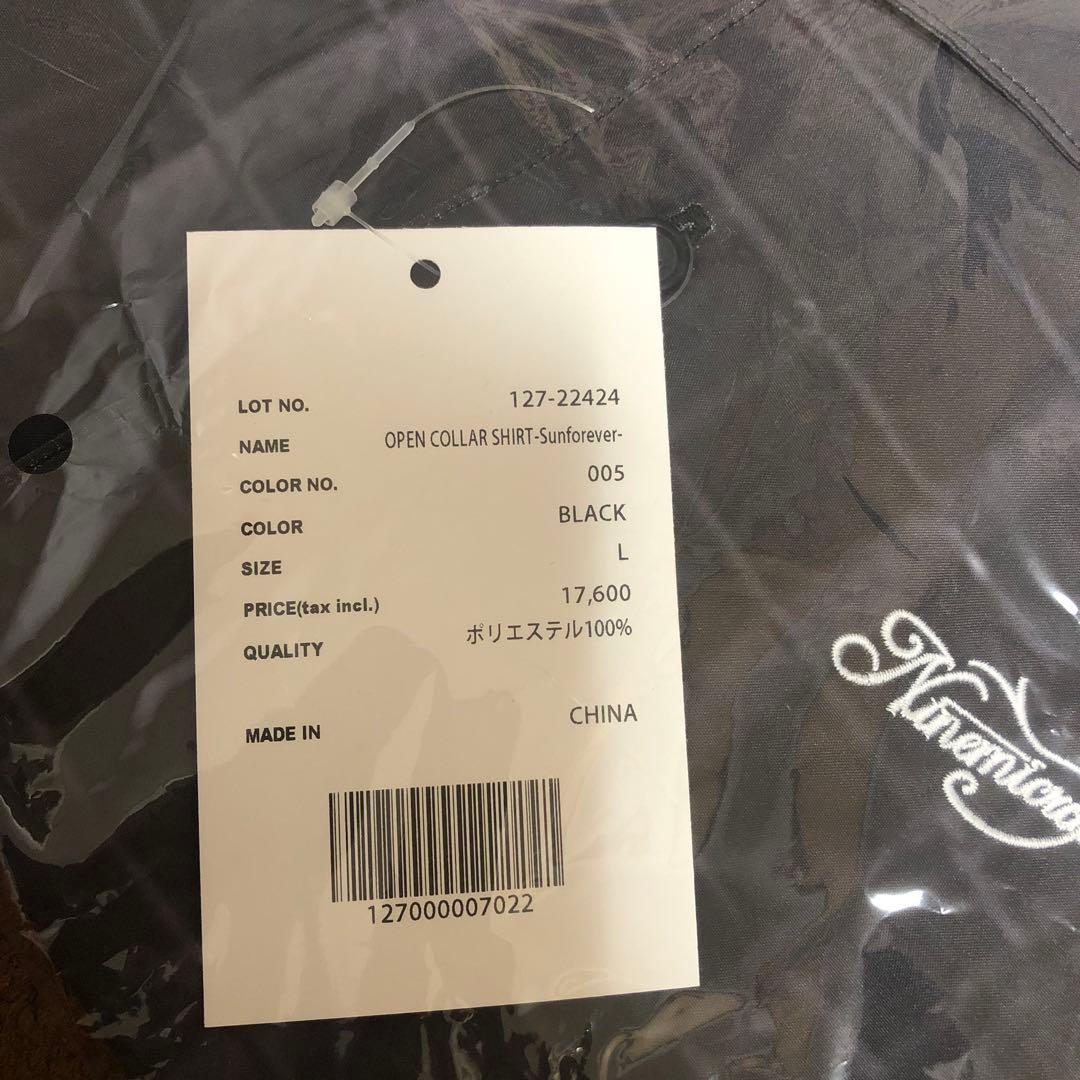 LOT NO. 127-22424
NAME OPEN COLLAR SHIRT-Sunforever-
COLOR NO. 005
COLOR BLACK
SIZE L
PRICE(tax incl.) 17,600
QUALITY ポリエステル100%
MADE IN CHINA
127000007022